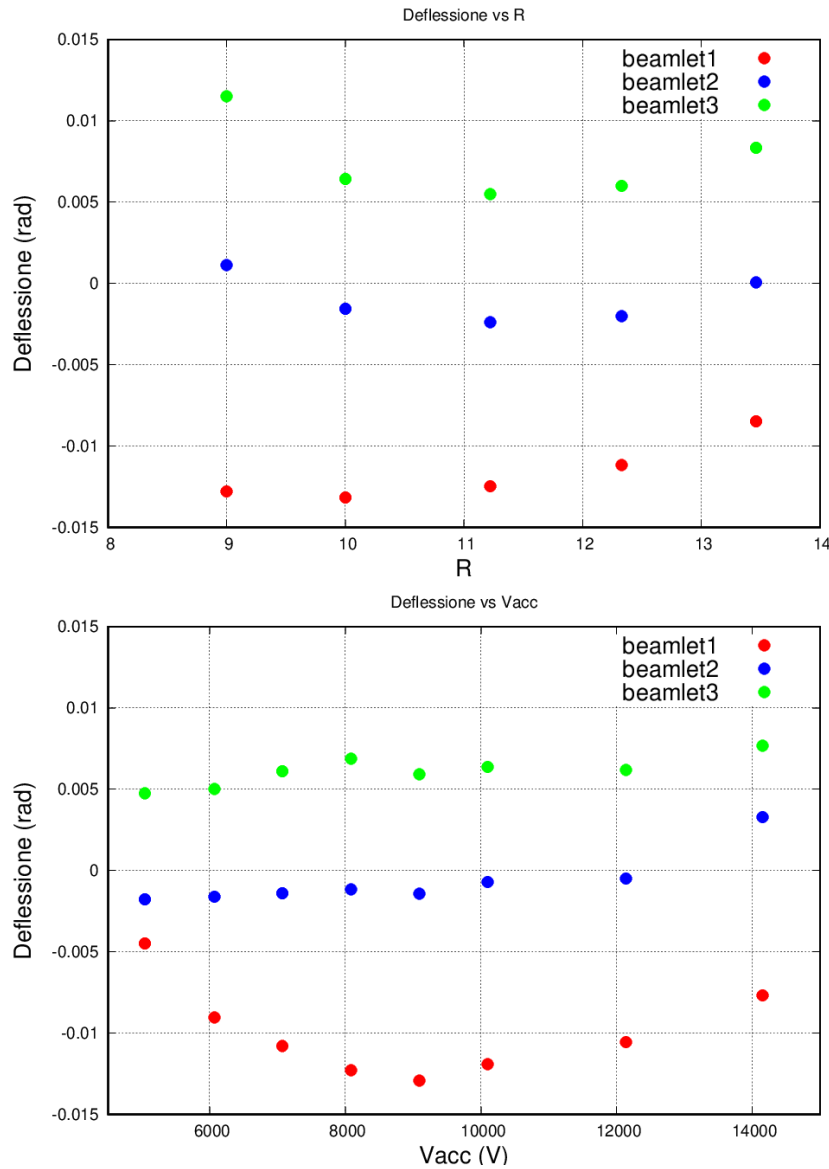 Deflessione vs R
0.015
0.01
0.005
0
-0.005
-0.01
-0.015
Deflessione (rad)
beamlet1
beamlet2
beamlet3
8 9 10 11 12 13 14
R
Deflessione vs Vacc
0.015
0.01
0.005
0
-0.005
-0.01
-0.015
Deflessione (rad)
beamlet1
beamlet2
beamlet3
6000 8000 10000 12000 14000
Vacc (V)